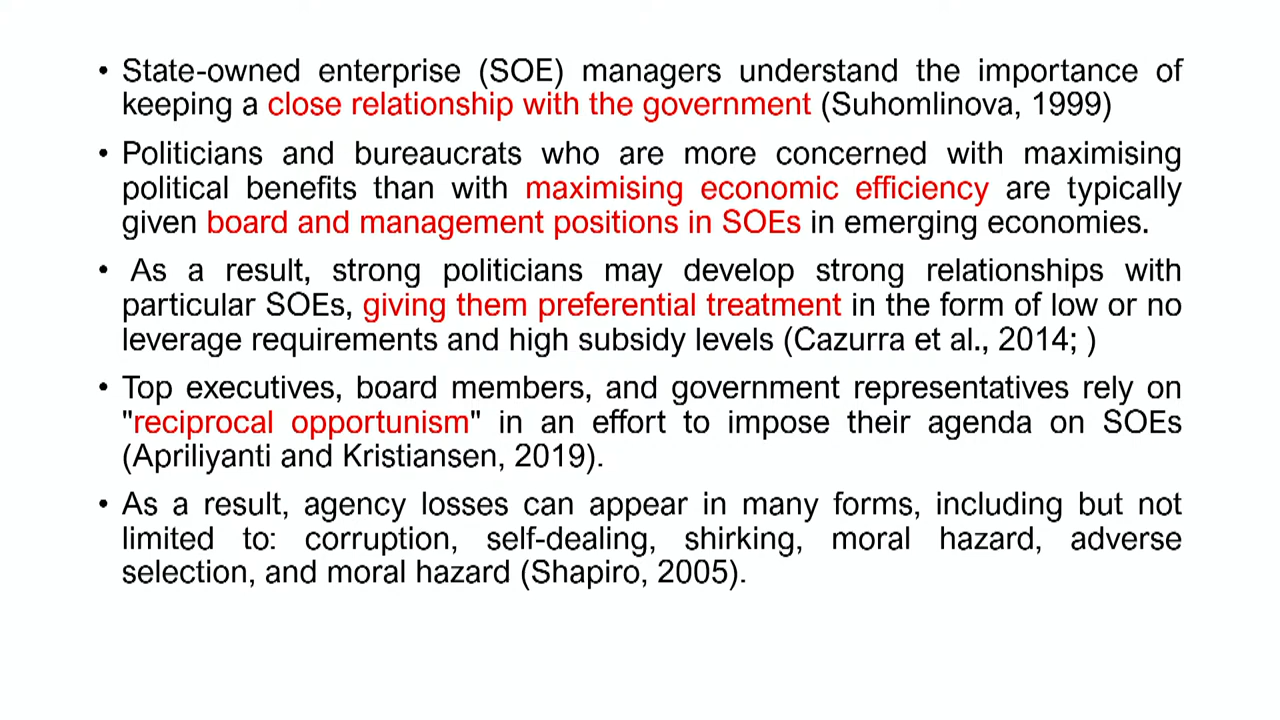 • State-owned enterprise (SOE) managers understand the importance of
keeping a close relationship with the government (Suhomlinova, 1999)
• Politicians and bureaucrats who are more concerned with maximising
political benefits than with maximising economic efficiency are typically
given board and management positions in SOEs in emerging economies.
• As a result, strong politicians may develop strong relationships with
particular SOEs, giving them preferential treatment in the form of low or no
leverage requirements and high subsidy levels (Cazurra et al., 2014; )
• Top executives, board members, and government representatives rely on
"reciprocal opportunism" in an effort to impose their agenda on SOEs
(Apriliyanti and Kristiansen, 2019).
• As a result, agency losses can appear in many forms, including but not
limited to: corruption, self-dealing, shirking, moral hazard, adverse
selection, and moral hazard (Shapiro, 2005).